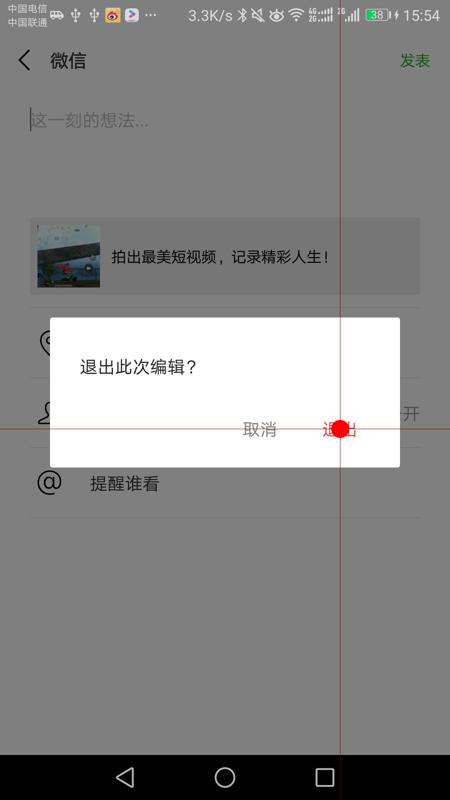 中国电信
中国联通
3.3K/s
4G
2G
2G
38
15:54
微信
发表
这一刻的想法...
拍出最美短视频，记录精彩人生！
退出此次编辑？
取消
退出
开
@
提醒谁看